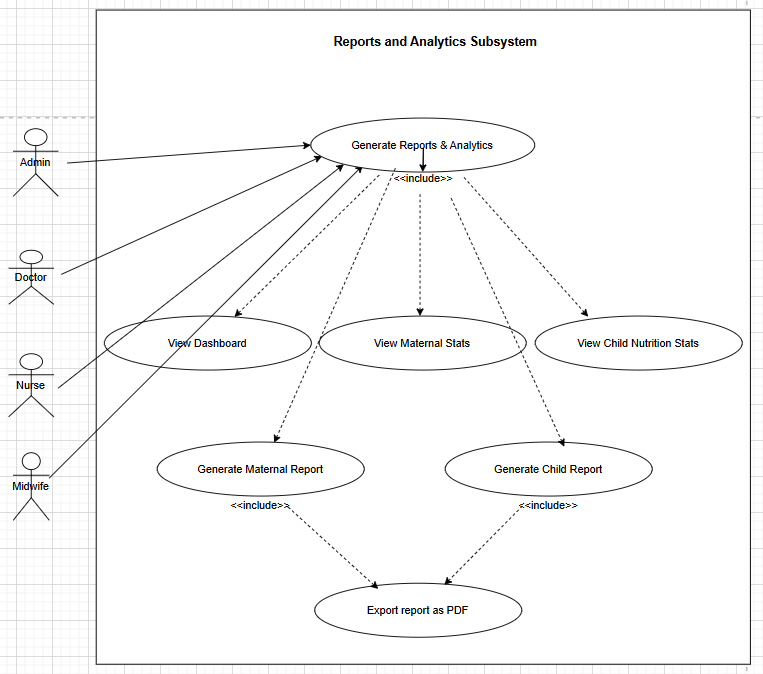 Reports and Analytics Subsystem
Generate Reports & Analytics
Admin
<<include>>
Doctor
View Dashboard
View Maternal Stats
View Child Nutrition Stats
Nurse
Generate Maternal Report
Generate Child Report
Midwife
<<include>>
<<include>>
Export report as PDF